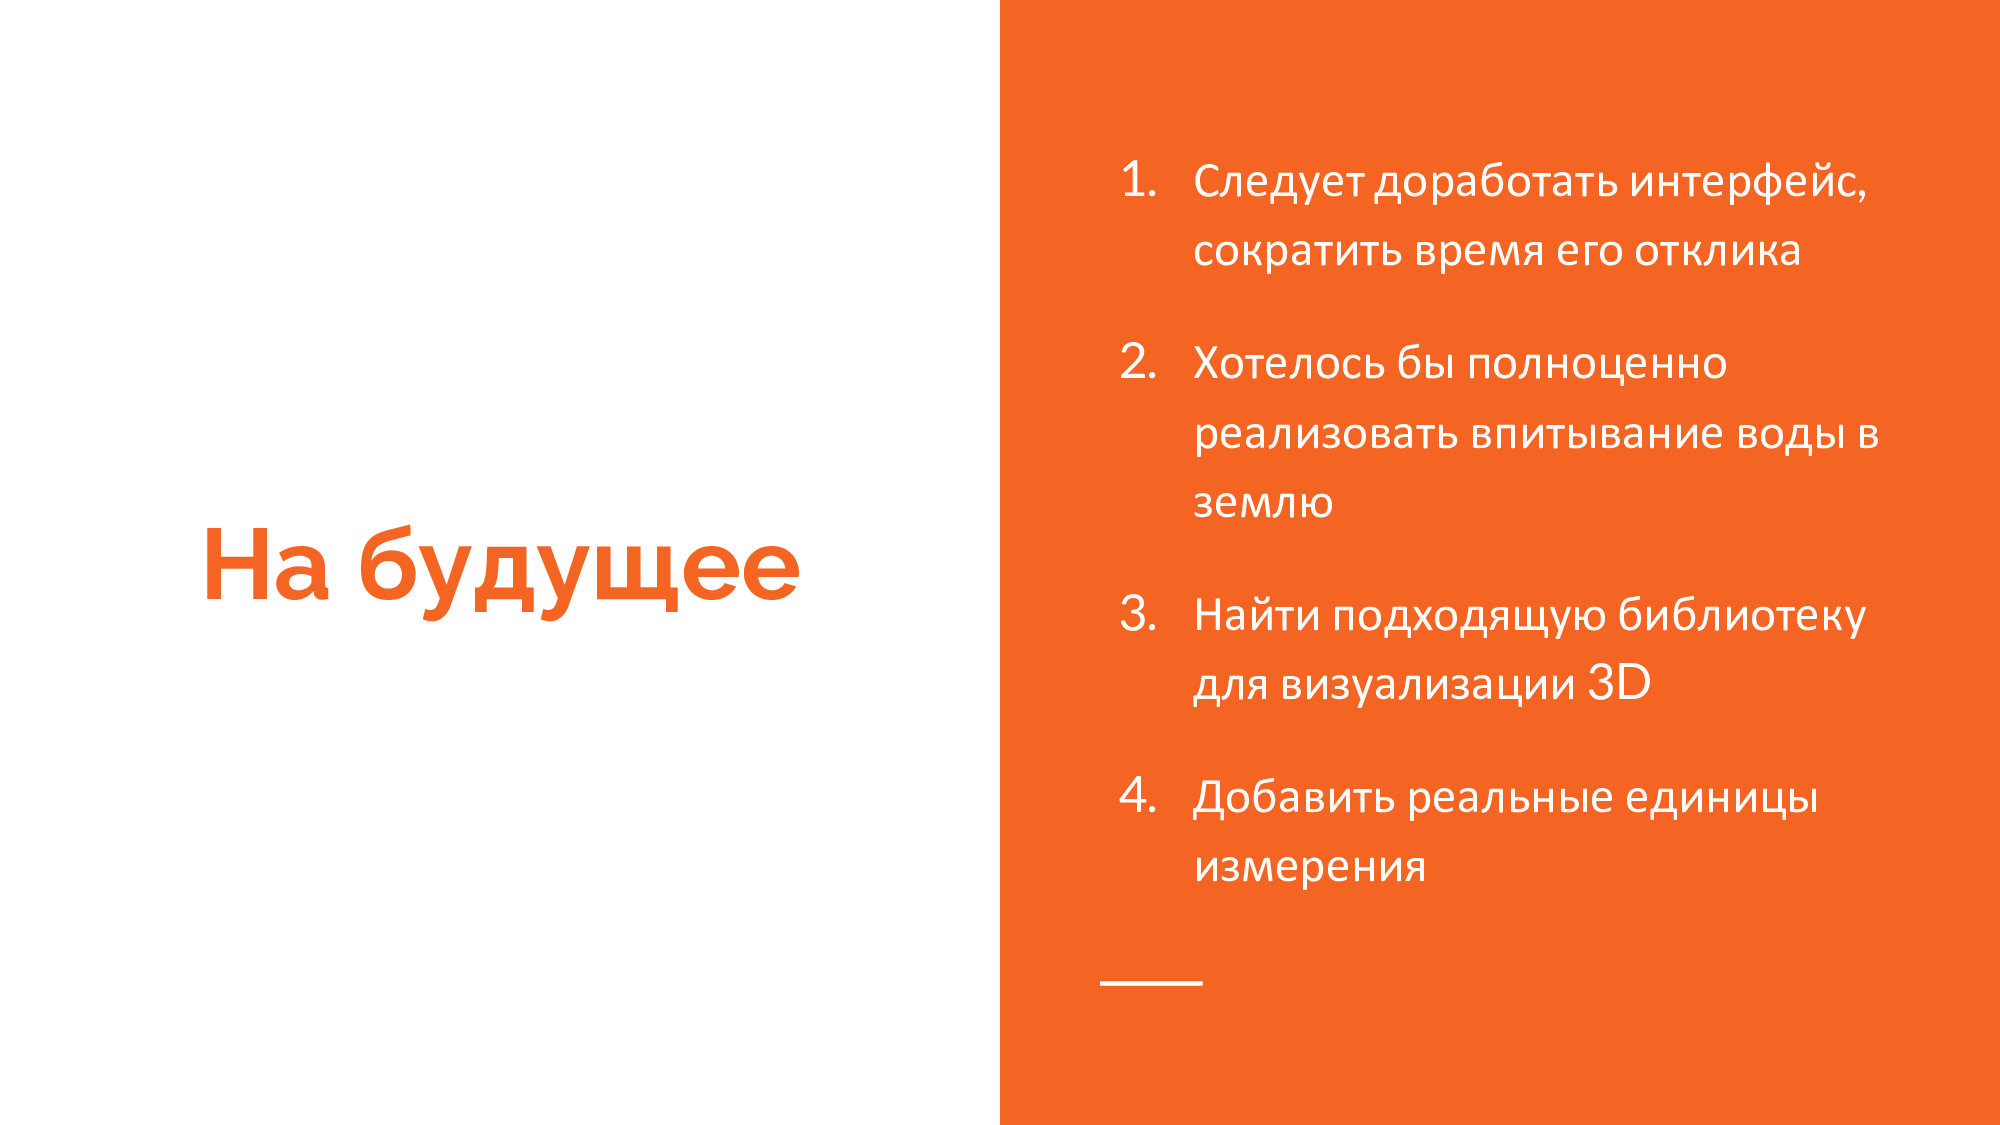 На будущее
1. Следует доработать интерфейс,
сократить время его отклика
2. Хотелось бы полноценно
реализовать впитывание воды в
землю
3. Найти подходящую библиотеку
для визуализации 3D
4. Добавить реальные единицы
измерения